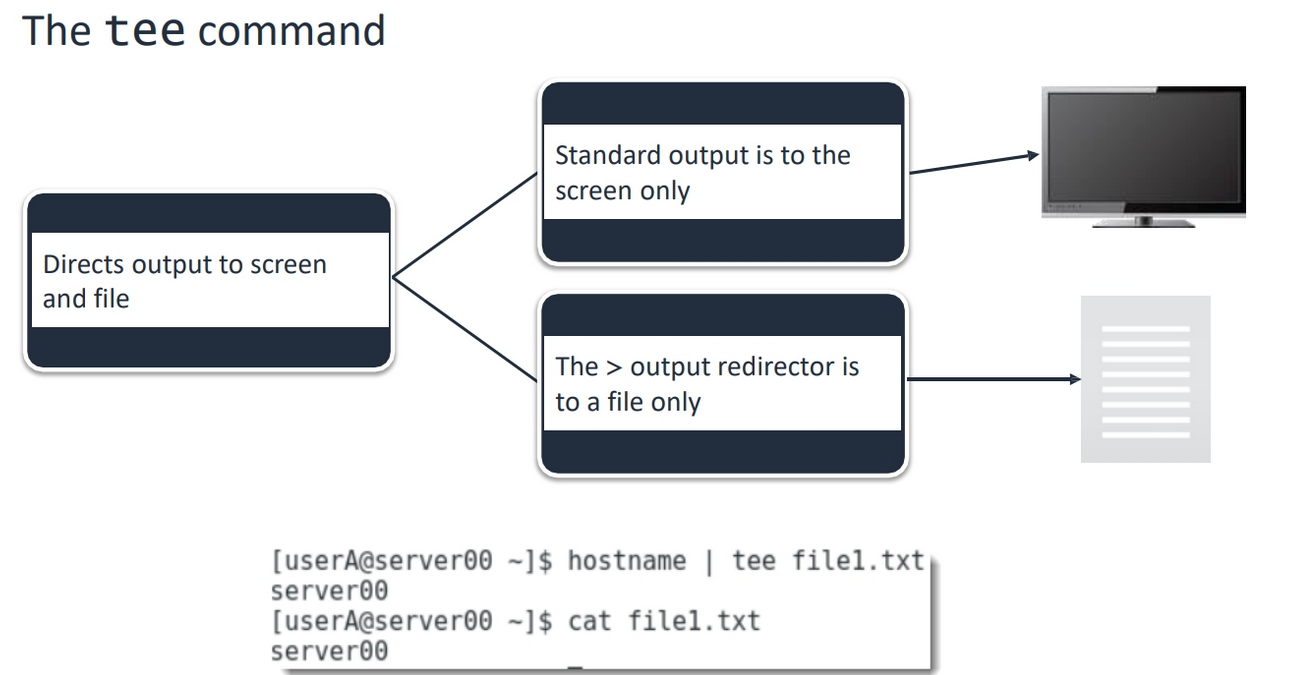 The tee command
Directs output to screen
and file
Standard output is to the
screen only
The > output redirector is
to a file only
[userA@server00 ~]$ hostname | tee file1.txt
server00
[userA@server00 ~]$ cat file1.txt
server00